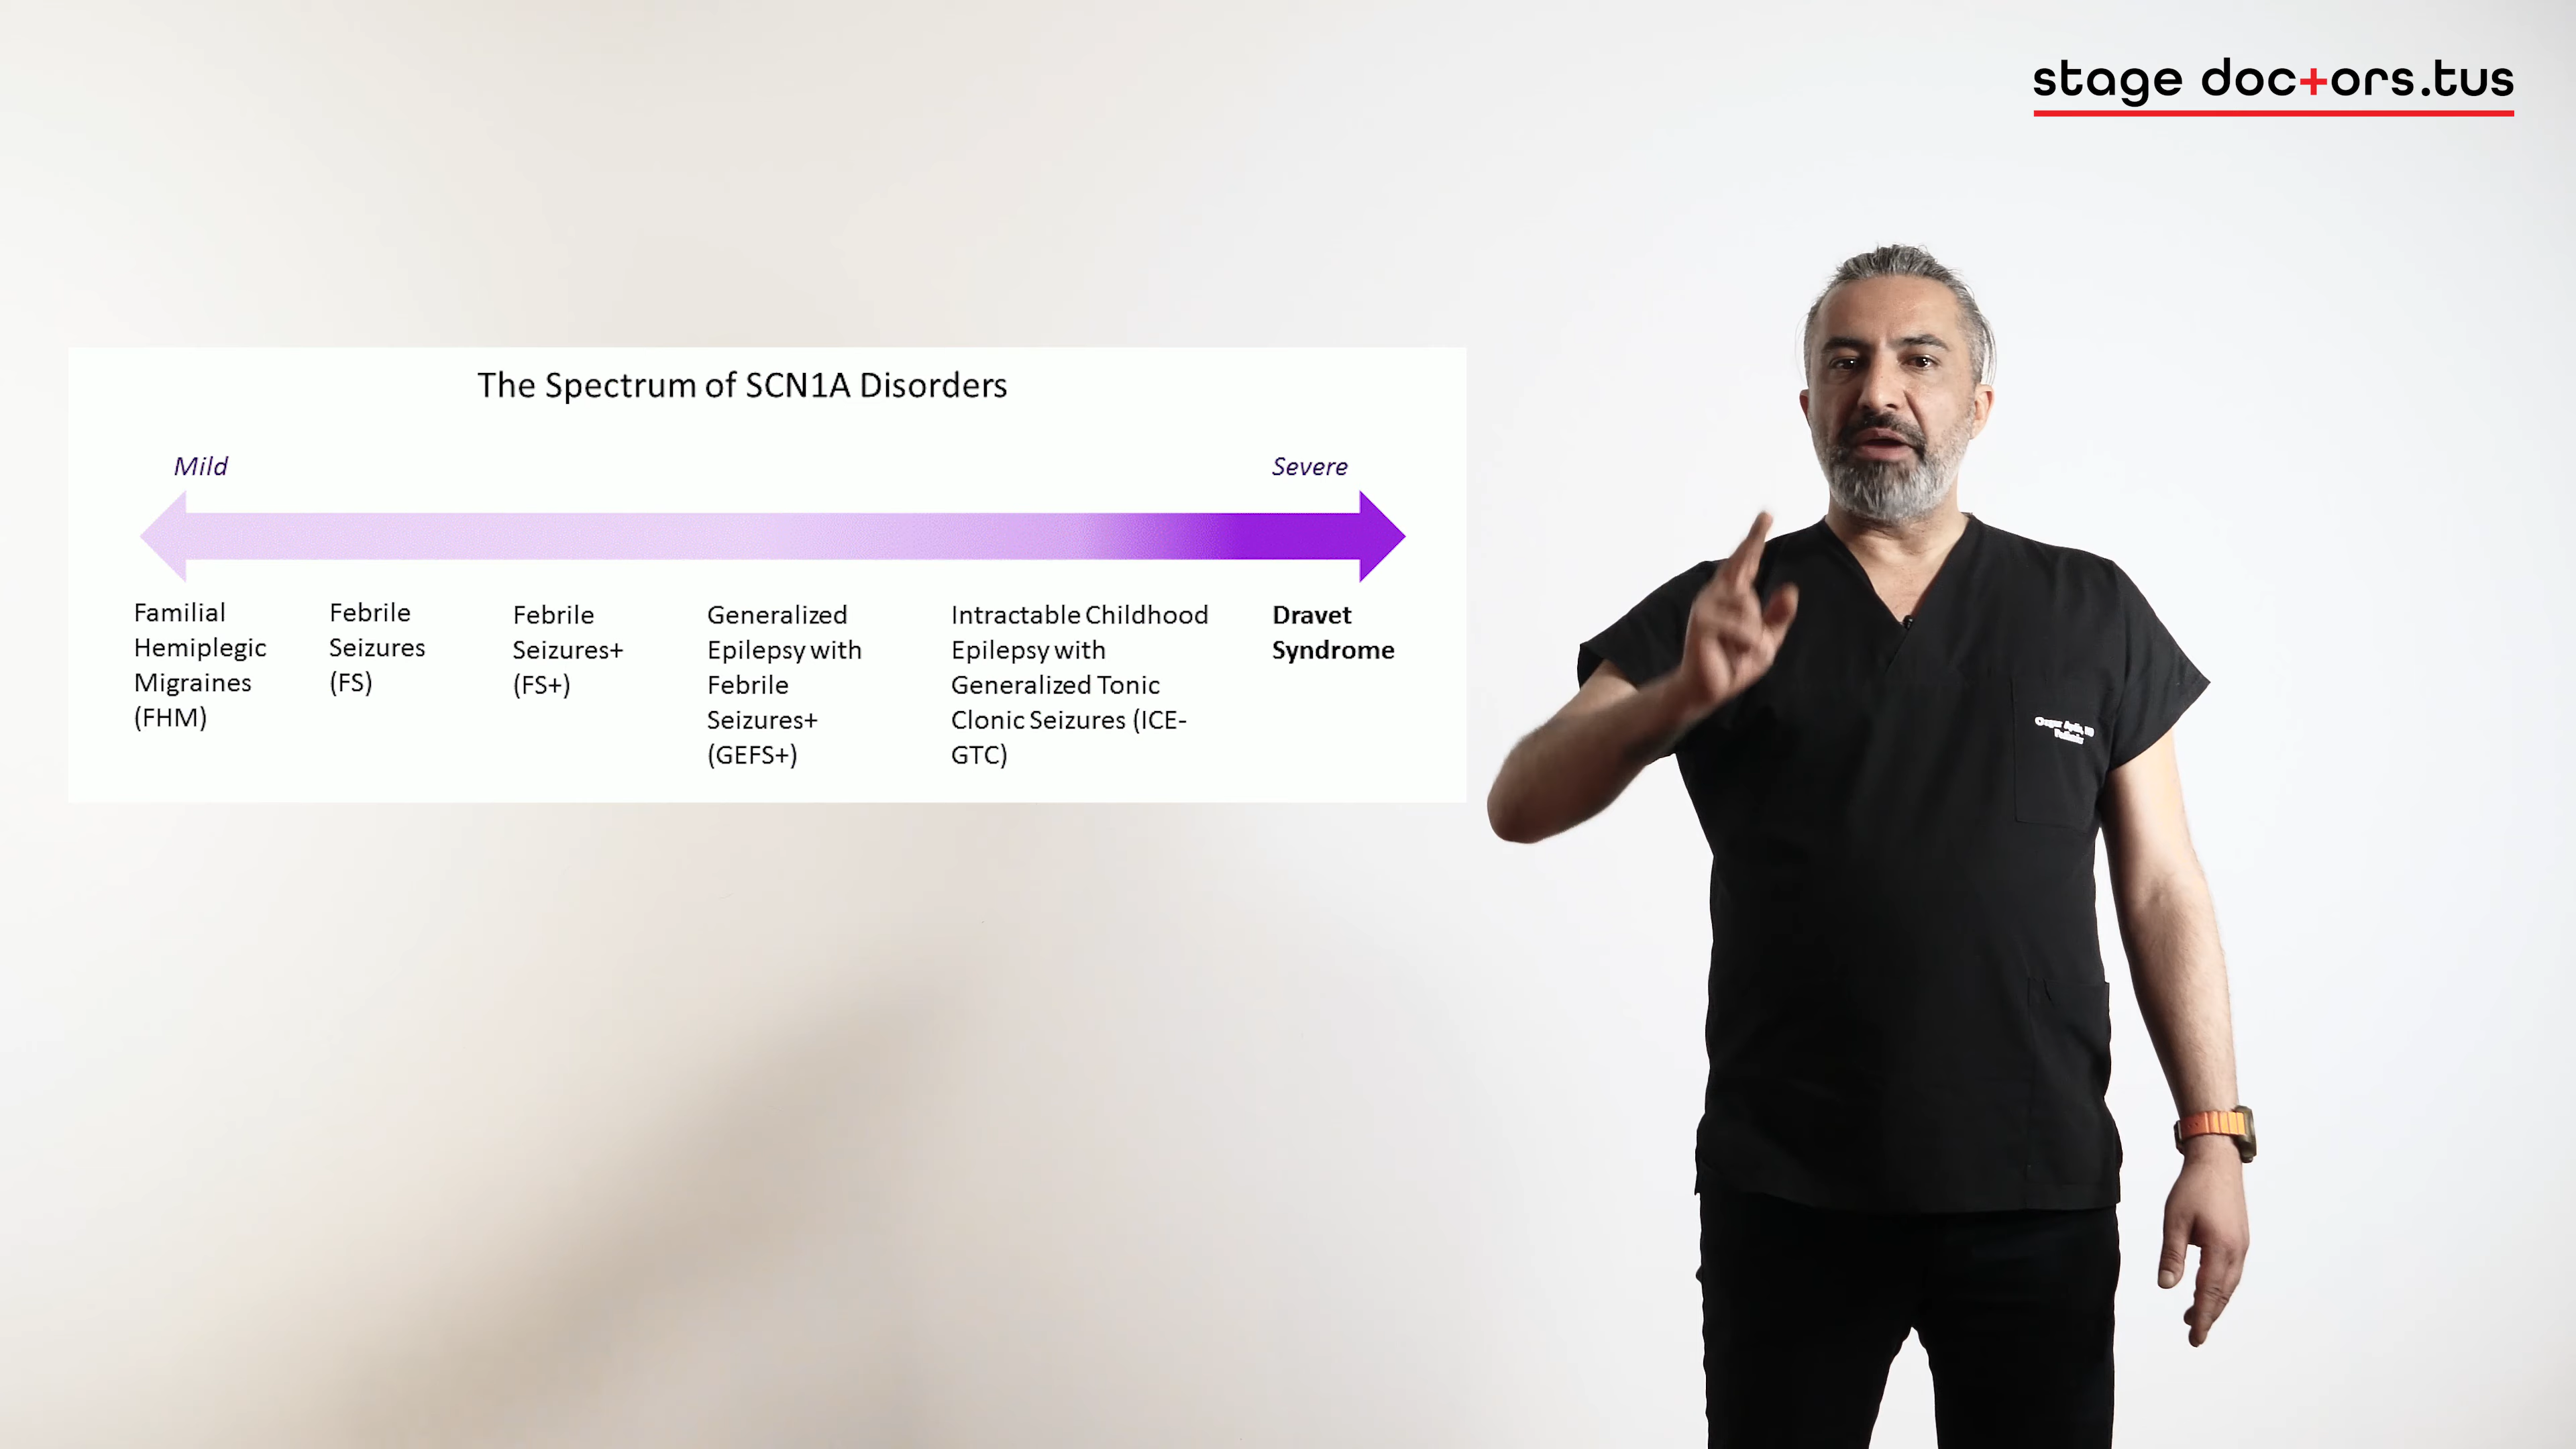 stage doctors.tus
The Spectrum of SCN1A Disorders
Mild
Severe
Familial
Hemiplegic
Migraines
(FHM)
Febrile
Seizures
(FS)
Febrile
Seizures+
(FS+)
Generalized
Epilepsy with
Febrile
Seizures+
(GEFS+)
Intractable Childhood
Epilepsy with
Generalized Tonic
Clonic Seizures (ICE-
GTC)
Dravet
Syndrome